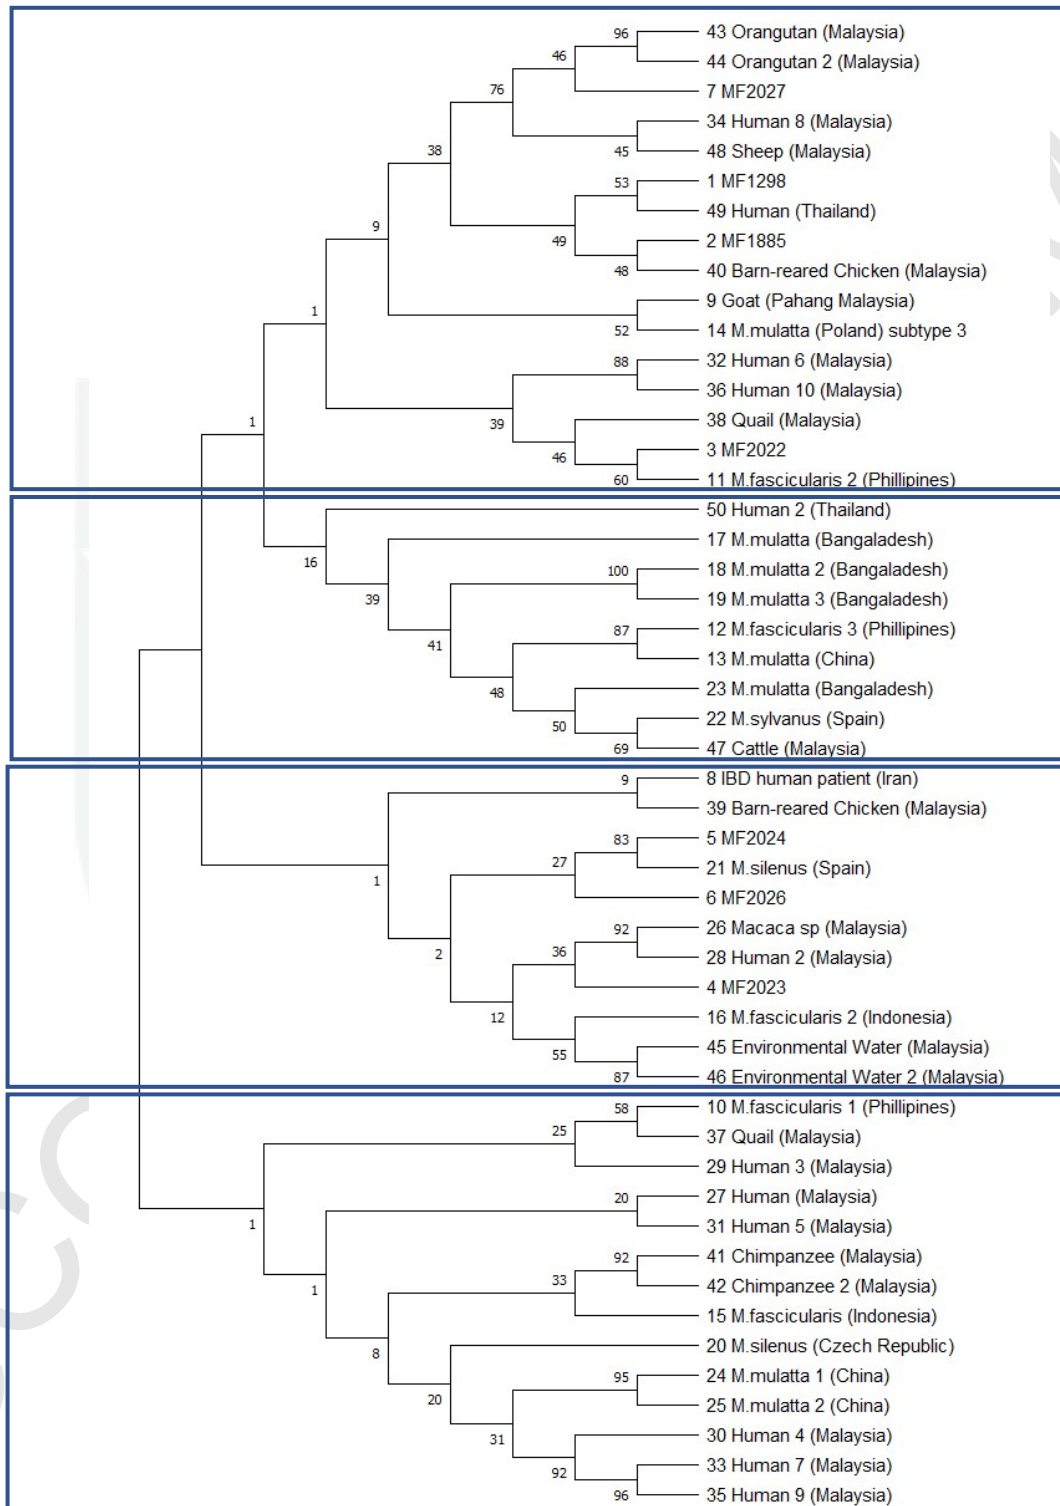 96
43 Orangutan (Malaysia)
46
44 Orangutan 2 (Malaysia)
76
7 MF2027
34 Human 8 (Malaysia)
38
45
48 Sheep (Malaysia)
53
1 MF1298
9
49 Human (Thailand)
49
2 MF1885
48
40 Barn-reared Chicken (Malaysia)
1
9 Goat (Pahang Malaysia)
52
14 M.mulatta (Poland) subtype 3
88
32 Human 6 (Malaysia)
36 Human 10 (Malaysia)
1
39
38 Quail (Malaysia)
46
3 MF2022
60
11 M.fascicularis 2 (Phillipines)
50 Human 2 (Thailand)
16
17 M.mulatta (Bangaladesh)
100
18 M.mulatta 2 (Bangaladesh)
39
19 M.mulatta 3 (Bangaladesh)
87
12 M.fascicularis 3 (Phillipines)
41
13 M.mulatta (China)
48
23 M.mulatta (Bangaladesh)
50
22 M.sylvanus (Spain)
69
47 Cattle (Malaysia)
9
8 IBD human patient (Iran)
39 Barn-reared Chicken (Malaysia)
83
5 MF2024
27
21 M.silenus (Spain)
1
6 MF2026
92
26 Macaca sp (Malaysia)
2
36
28 Human 2 (Malaysia)
4 MF2023
12
16 M.fascicularis 2 (Indonesia)
55
45 Environmental Water (Malaysia)
87
46 Environmental Water 2 (Malaysia)
58
10 M.fascicularis 1 (Phillipines)
25
37 Quail (Malaysia)
29 Human 3 (Malaysia)
20
27 Human (Malaysia)
1
31 Human 5 (Malaysia)
92
41 Chimpanzee (Malaysia)
33
42 Chimpanzee 2 (Malaysia)
1
15 M.fascicularis (Indonesia)
8
20 M.silenus (Czech Republic)
95
24 M.mulatta 1 (China)
20
25 M.mulatta 2 (China)
31
30 Human 4 (Malaysia)
92
33 Human 7 (Malaysia)
96
35 Human 9 (Malaysia)